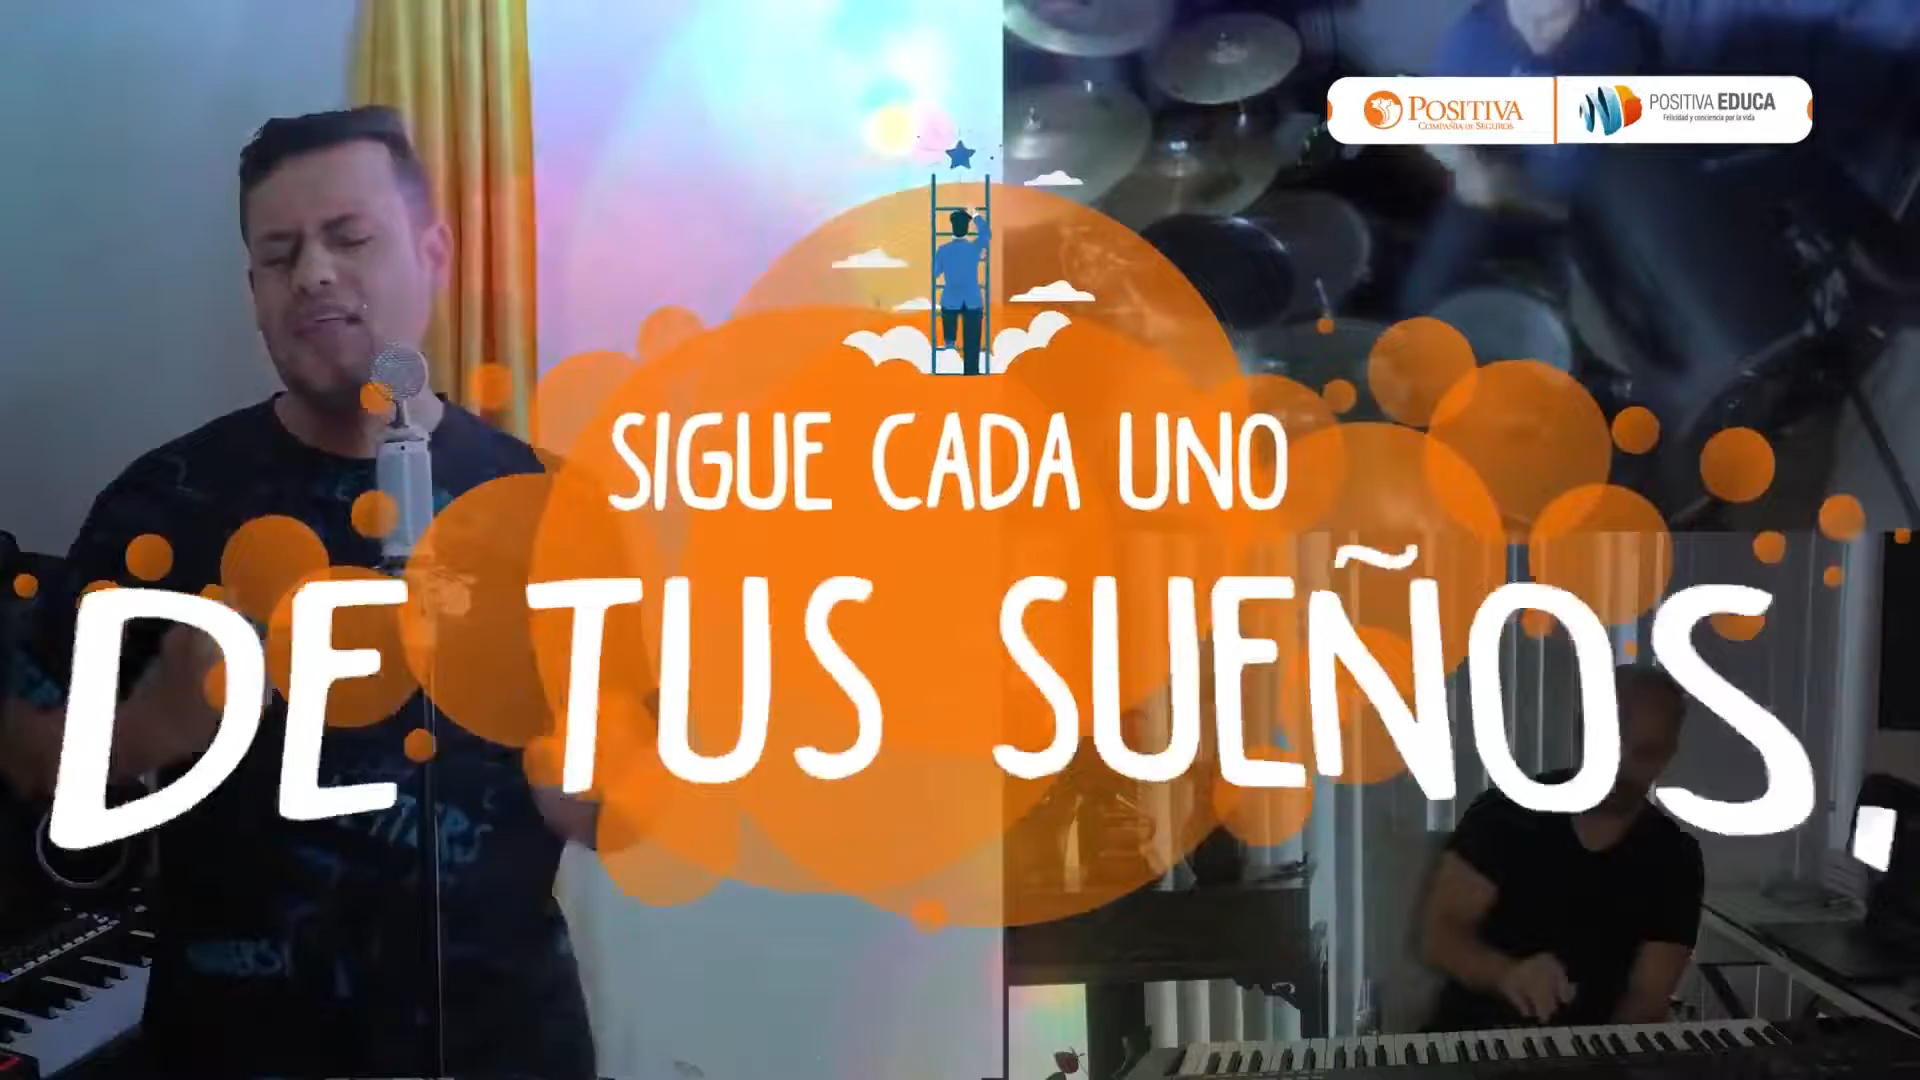 POSITIVA
COMPAÑÍA DE SEGUROS
POSITIVA EDUCA
Felicidad y conciencia por la vida
SIGUE CADA UNO
DE TUS SUEÑOS.